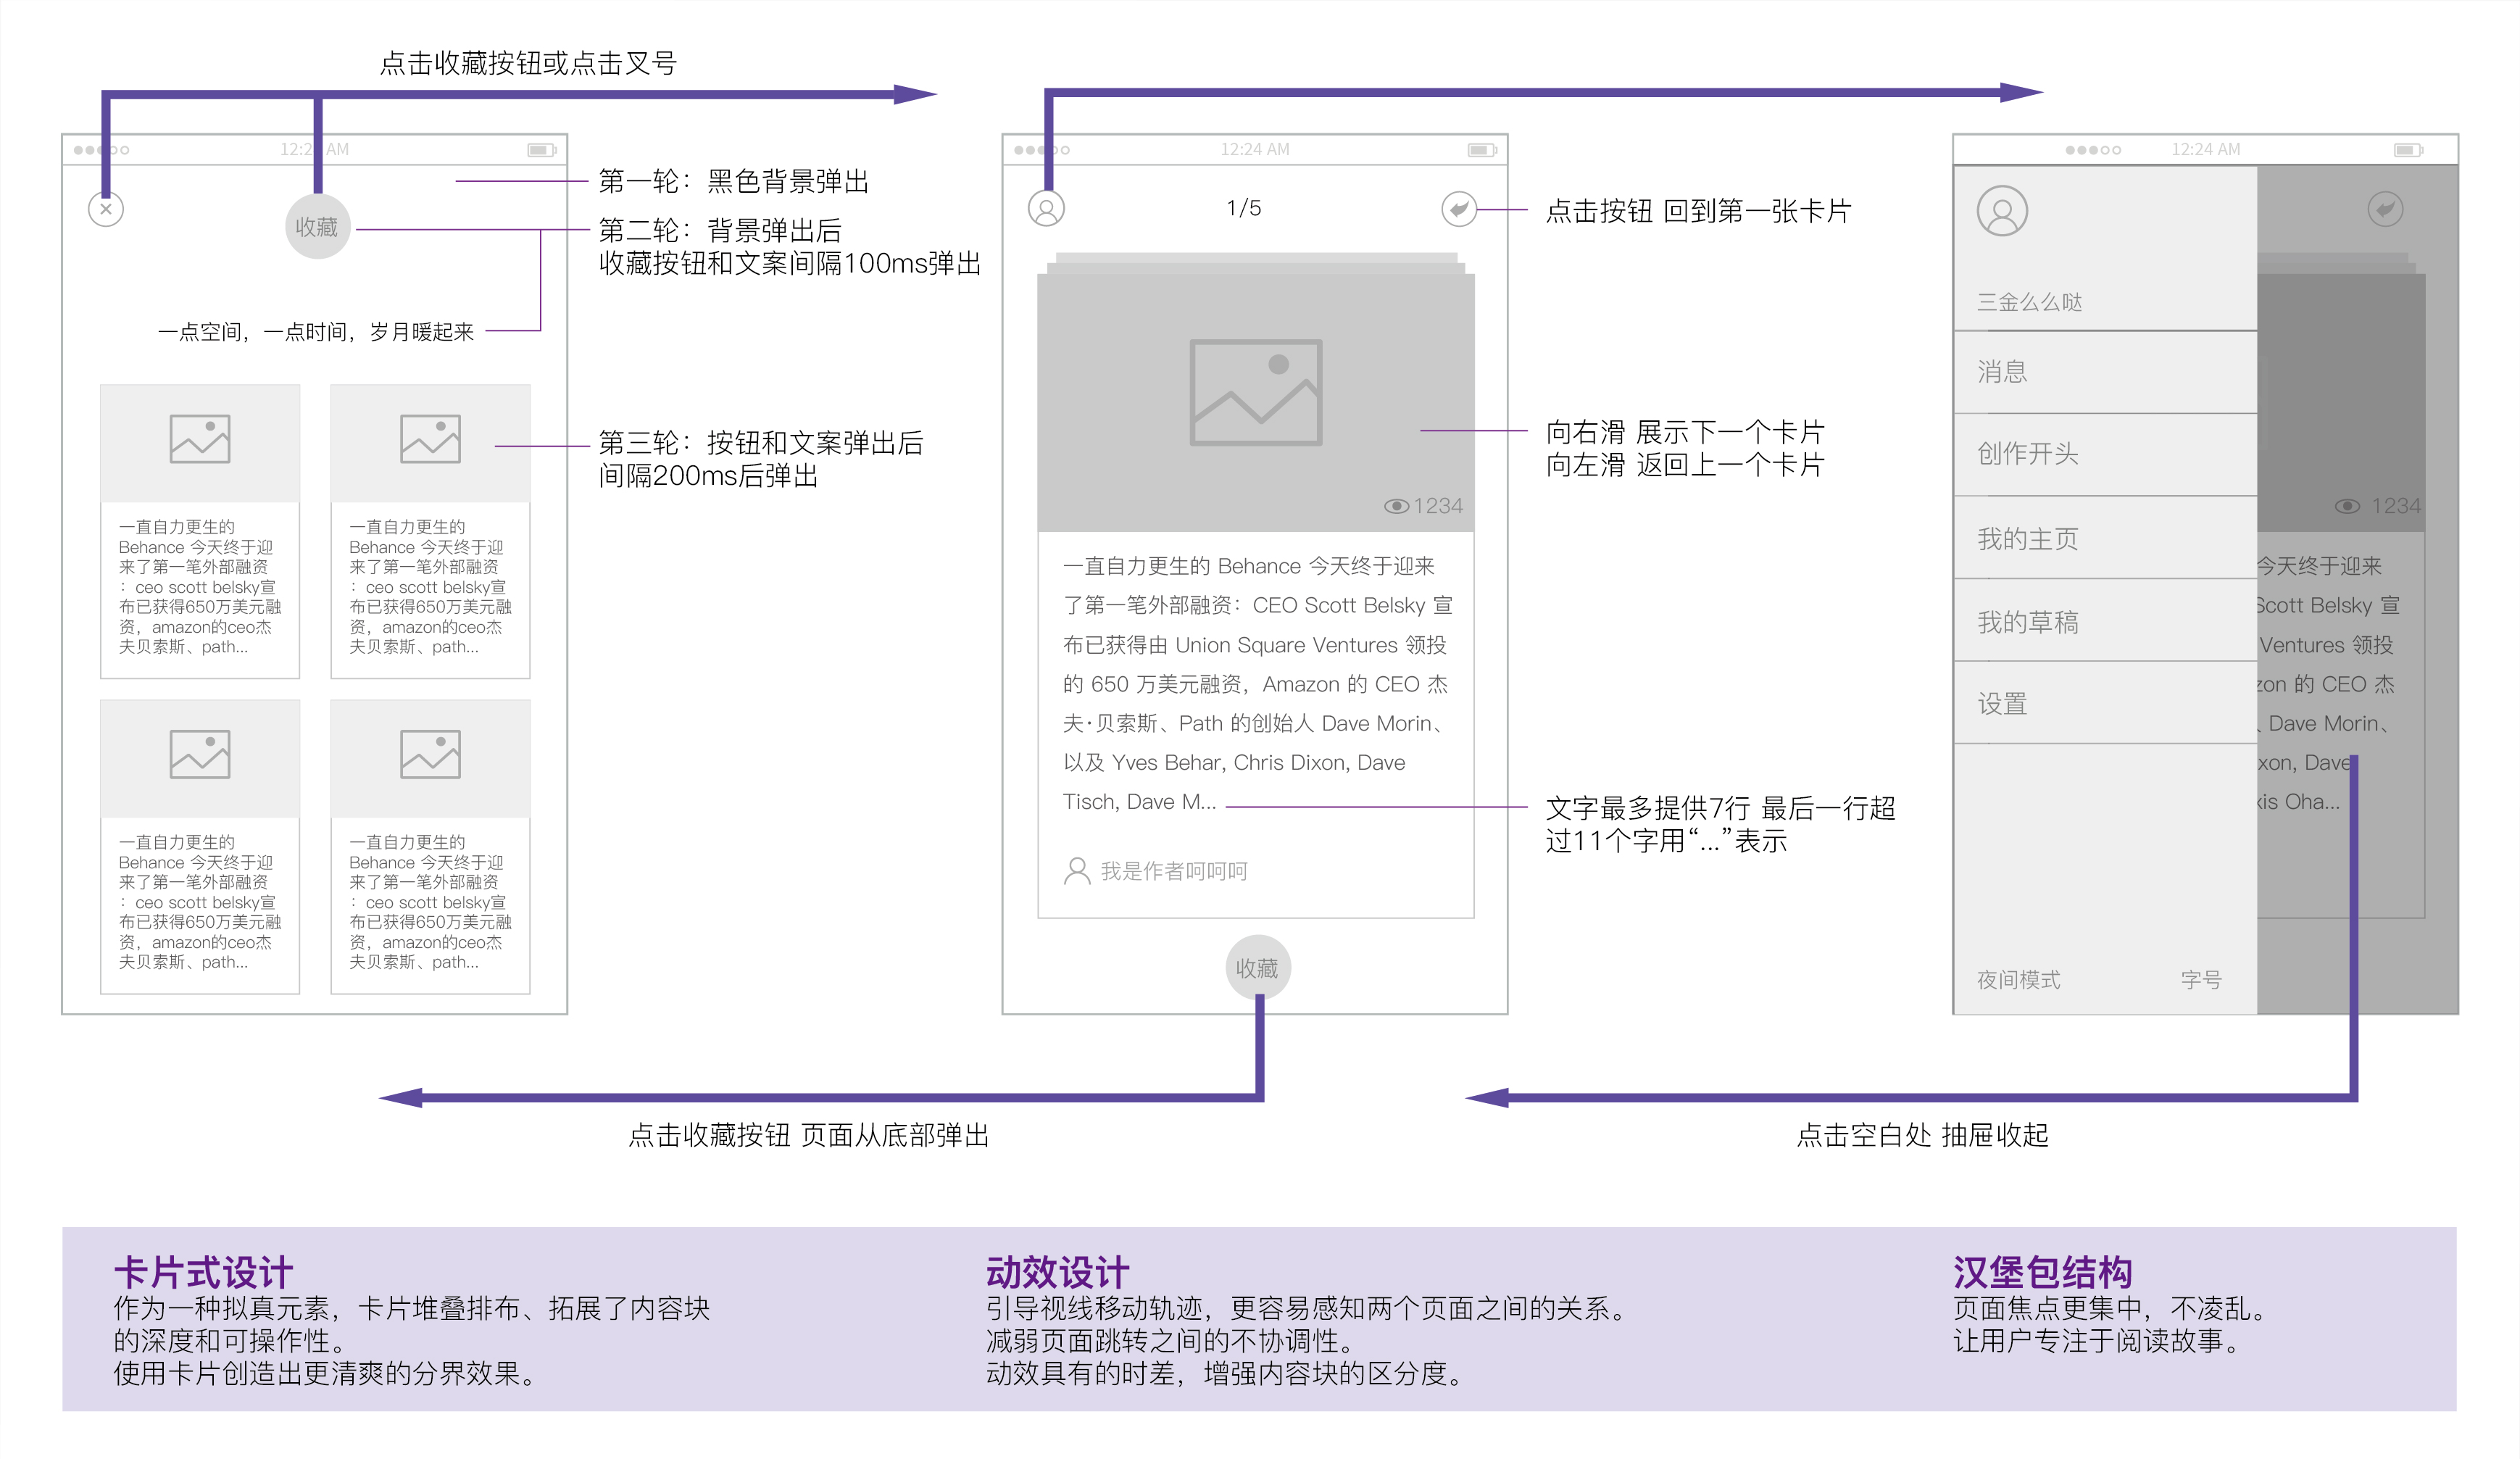 点击收藏按钮或点击叉号
12:2 AM
收藏
一点空间，一点时间，岁月暖起来
第一轮：黑色背景弹出
第二轮：背景弹出后
收藏按钮和文案间隔100ms弹出
第三轮：按钮和文案弹出后
间隔200ms后弹出
一直自力更生的
Behance 今天终于迎
来了第一笔外部融资
：ceo scott belsky宣
布已获得650万美元融
资，amazon的ceo杰
夫贝索斯、path...
一直自力更生的
Behance 今天终于迎
来了第一笔外部融资
：ceo scott belsky宣
布已获得650万美元融
资，amazon的ceo杰
夫贝索斯、path...
一直自力更生的
Behance 今天终于迎
来了第一笔外部融资
：ceo scott belsky宣
布已获得650万美元融
资，amazon的ceo杰
夫贝索斯、path...
一直自力更生的
Behance 今天终于迎
来了第一笔外部融资
：ceo scott belsky宣
布已获得650万美元融
资，amazon的ceo杰
夫贝索斯、path...
12:24 AM
1/5
1234
一直自力更生的 Behance 今天终于迎来
了第一笔外部融资：CEO Scott Belsky 宣
布已获得由 Union Square Ventures 领投
的 650 万美元融资，Amazon 的 CEO 杰
夫·贝索斯、Path 的创始人 Dave Morin、
以及 Yves Behar, Chris Dixon, Dave
Tisch, Dave M...
我是作者呵呵呵
收藏
点击按钮 回到第一张卡片
向右滑 展示下一个卡片
向左滑 返回上一个卡片
文字最多提供7行 最后一行超
过11个字用“...”表示
12:24 AM
三金么么哒
消息
创作开头
我的主页
我的草稿
设置
夜间模式
字号
1234
今天终于迎来
Scott Belsky 宣
Ventures 领投
zon 的 CEO 杰
、Dave Morin、
xon, Dave
xis Oha...
点击收藏按钮 页面从底部弹出
点击空白处 抽屉收起
卡片式设计
作为一种拟真元素，卡片堆叠排布、拓展了内容块
的深度和可操作性。
使用卡片创造出更清爽的分界效果。
动效设计
引导视线移动轨迹，更容易感知两个页面之间的关系。
减弱页面跳转之间的不协调性。
动效具有的时差，增强内容块的区分度。
汉堡包结构
页面焦点更集中，不凌乱。
让用户专注于阅读故事。